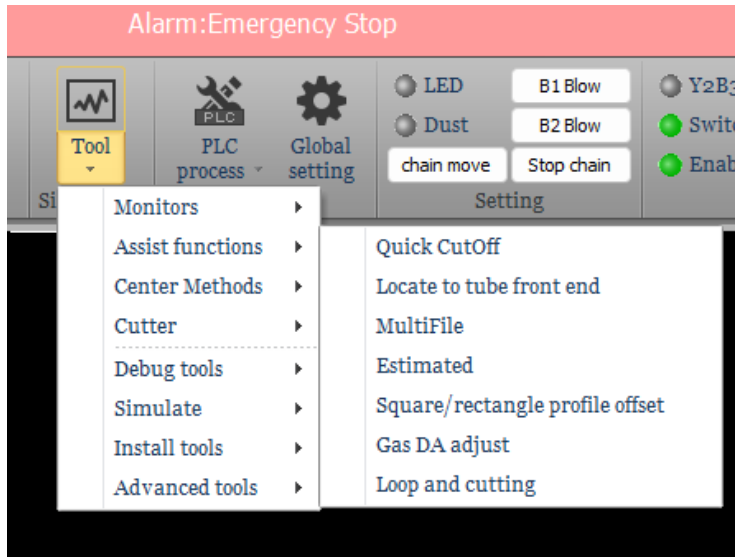 Alarm:Emergency Stop
LED
B1 Blow
Y2B3
Tool
PLC
PLC process
Global setting
Dust
B2 Blow
chain move
Stop chain
Setting
Monitors
Assist functions
Center Methods
Cutter
Debug tools
Simulate
Install tools
Advanced tools
Quick CutOff
Locate to tube front end
MultiFile
Estimated
Square/rectangle profile offset
Gas DA adjust
Loop and cutting